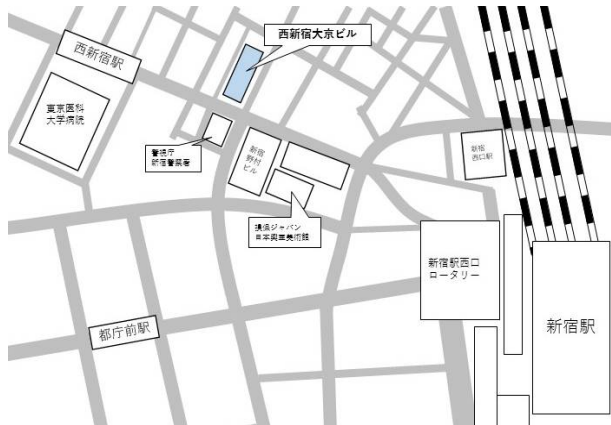 西新宿大京ビル
西新宿駅
東京医科
大学病院
警視庁
新宿警察署
新宿
野村
ビル
新宿
西口駅
損保ジャパン
日本興亜美術館
新宿駅西口
ロータリー
新宿駅
都庁前駅